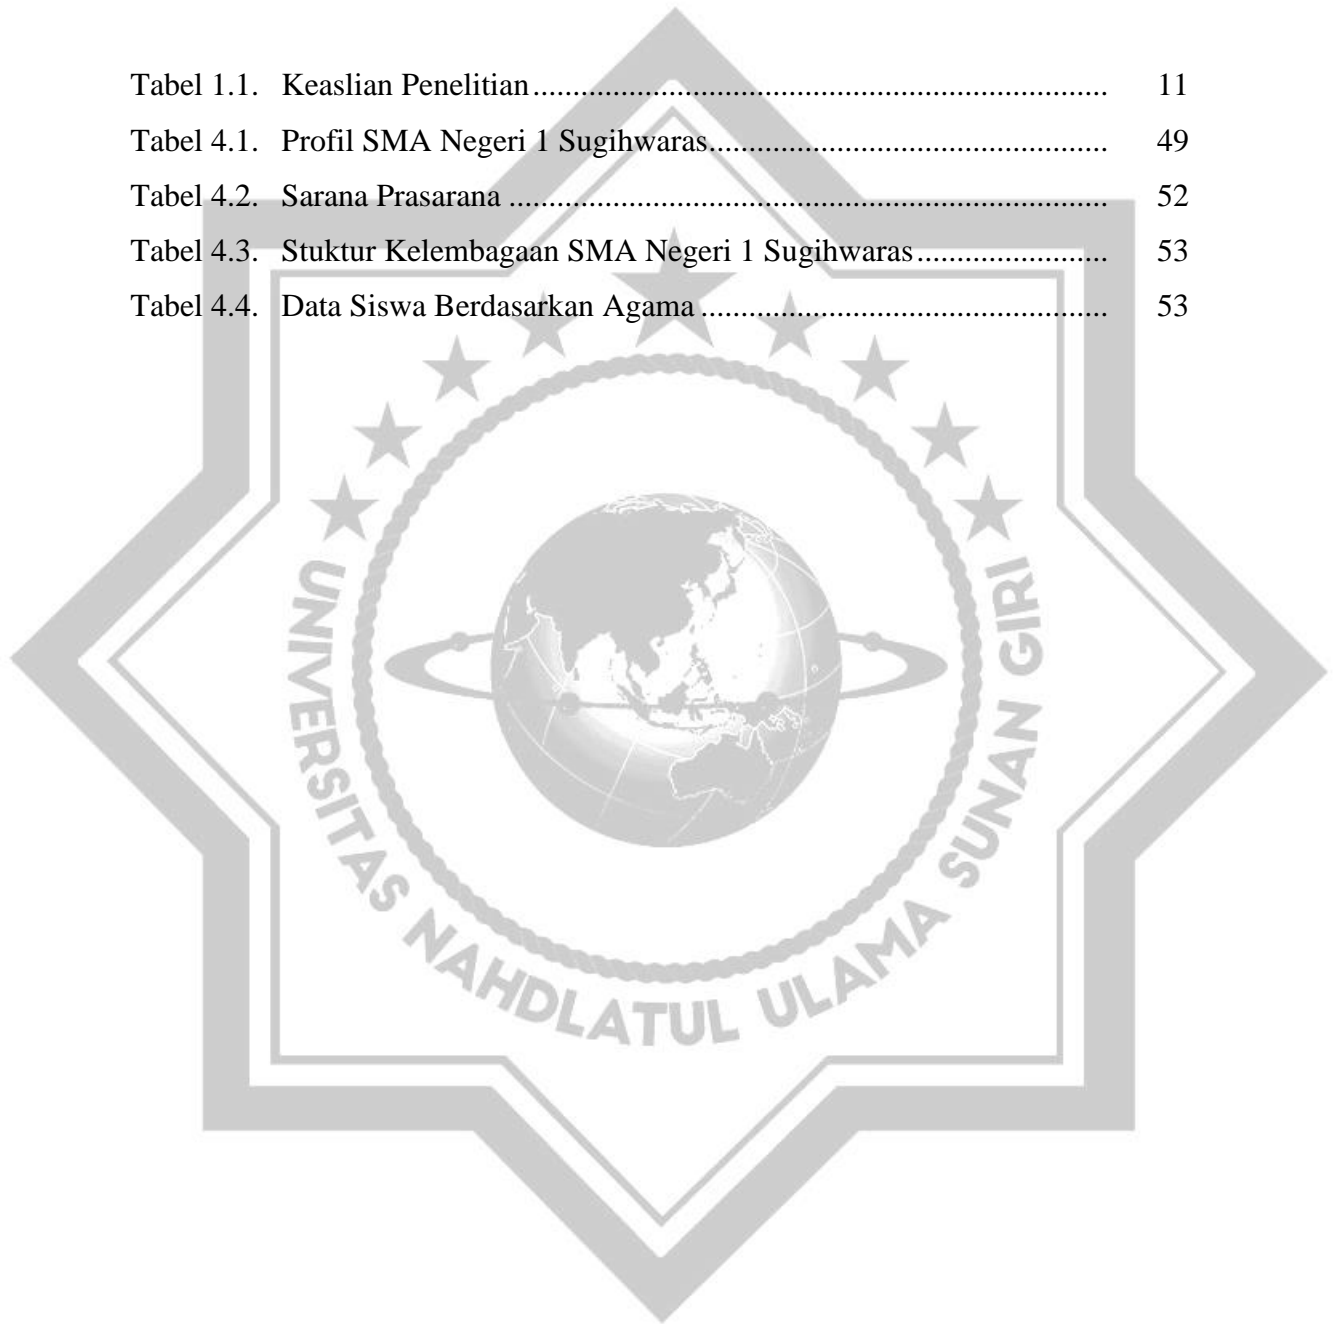 Tabel 1.1. Keaslian Penelitian ........................................................................ 11
Tabel 4.1. Profil SMA Negeri 1 Sugihwaras.................................................. 49
Tabel 4.2. Sarana Prasarana ........................................................................... 52
Tabel 4.3. Stuktur Kelembagaan SMA Negeri 1 Sugihwaras ........................ 53
Tabel 4.4. Data Siswa Berdasarkan Agama ................................................... 53
UNIVERSITAS NAHDLATUL ULAMA SUNAN GIRI